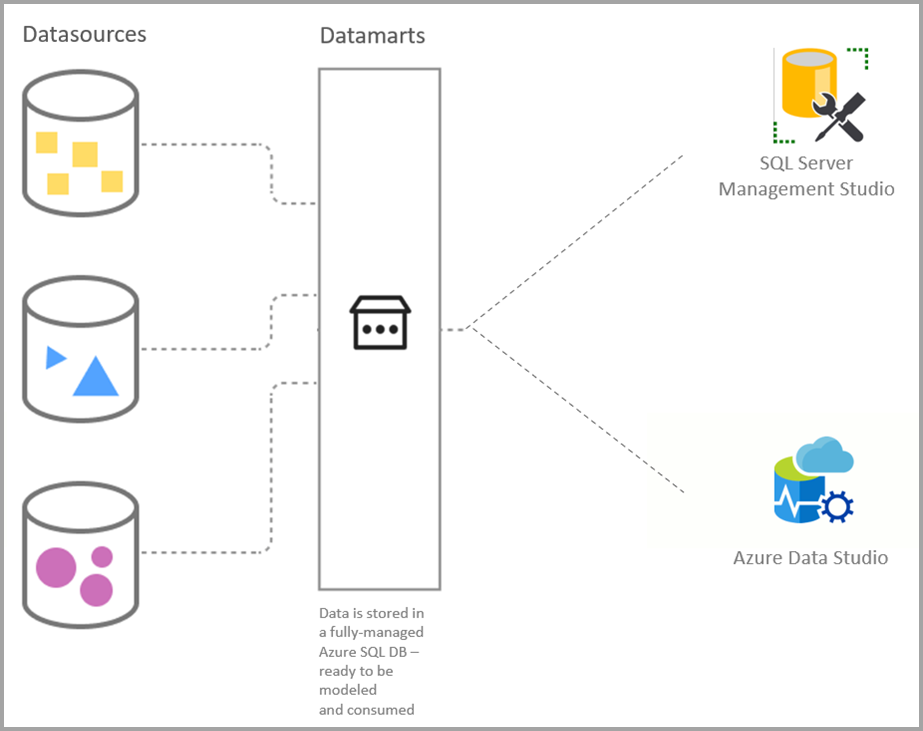 Datasources
Datamarts
SQL Server
Management Studio
Azure Data Studio
Data is stored in
a fully-managed
Azure SQL DB –
ready to be
modeled
and consumed